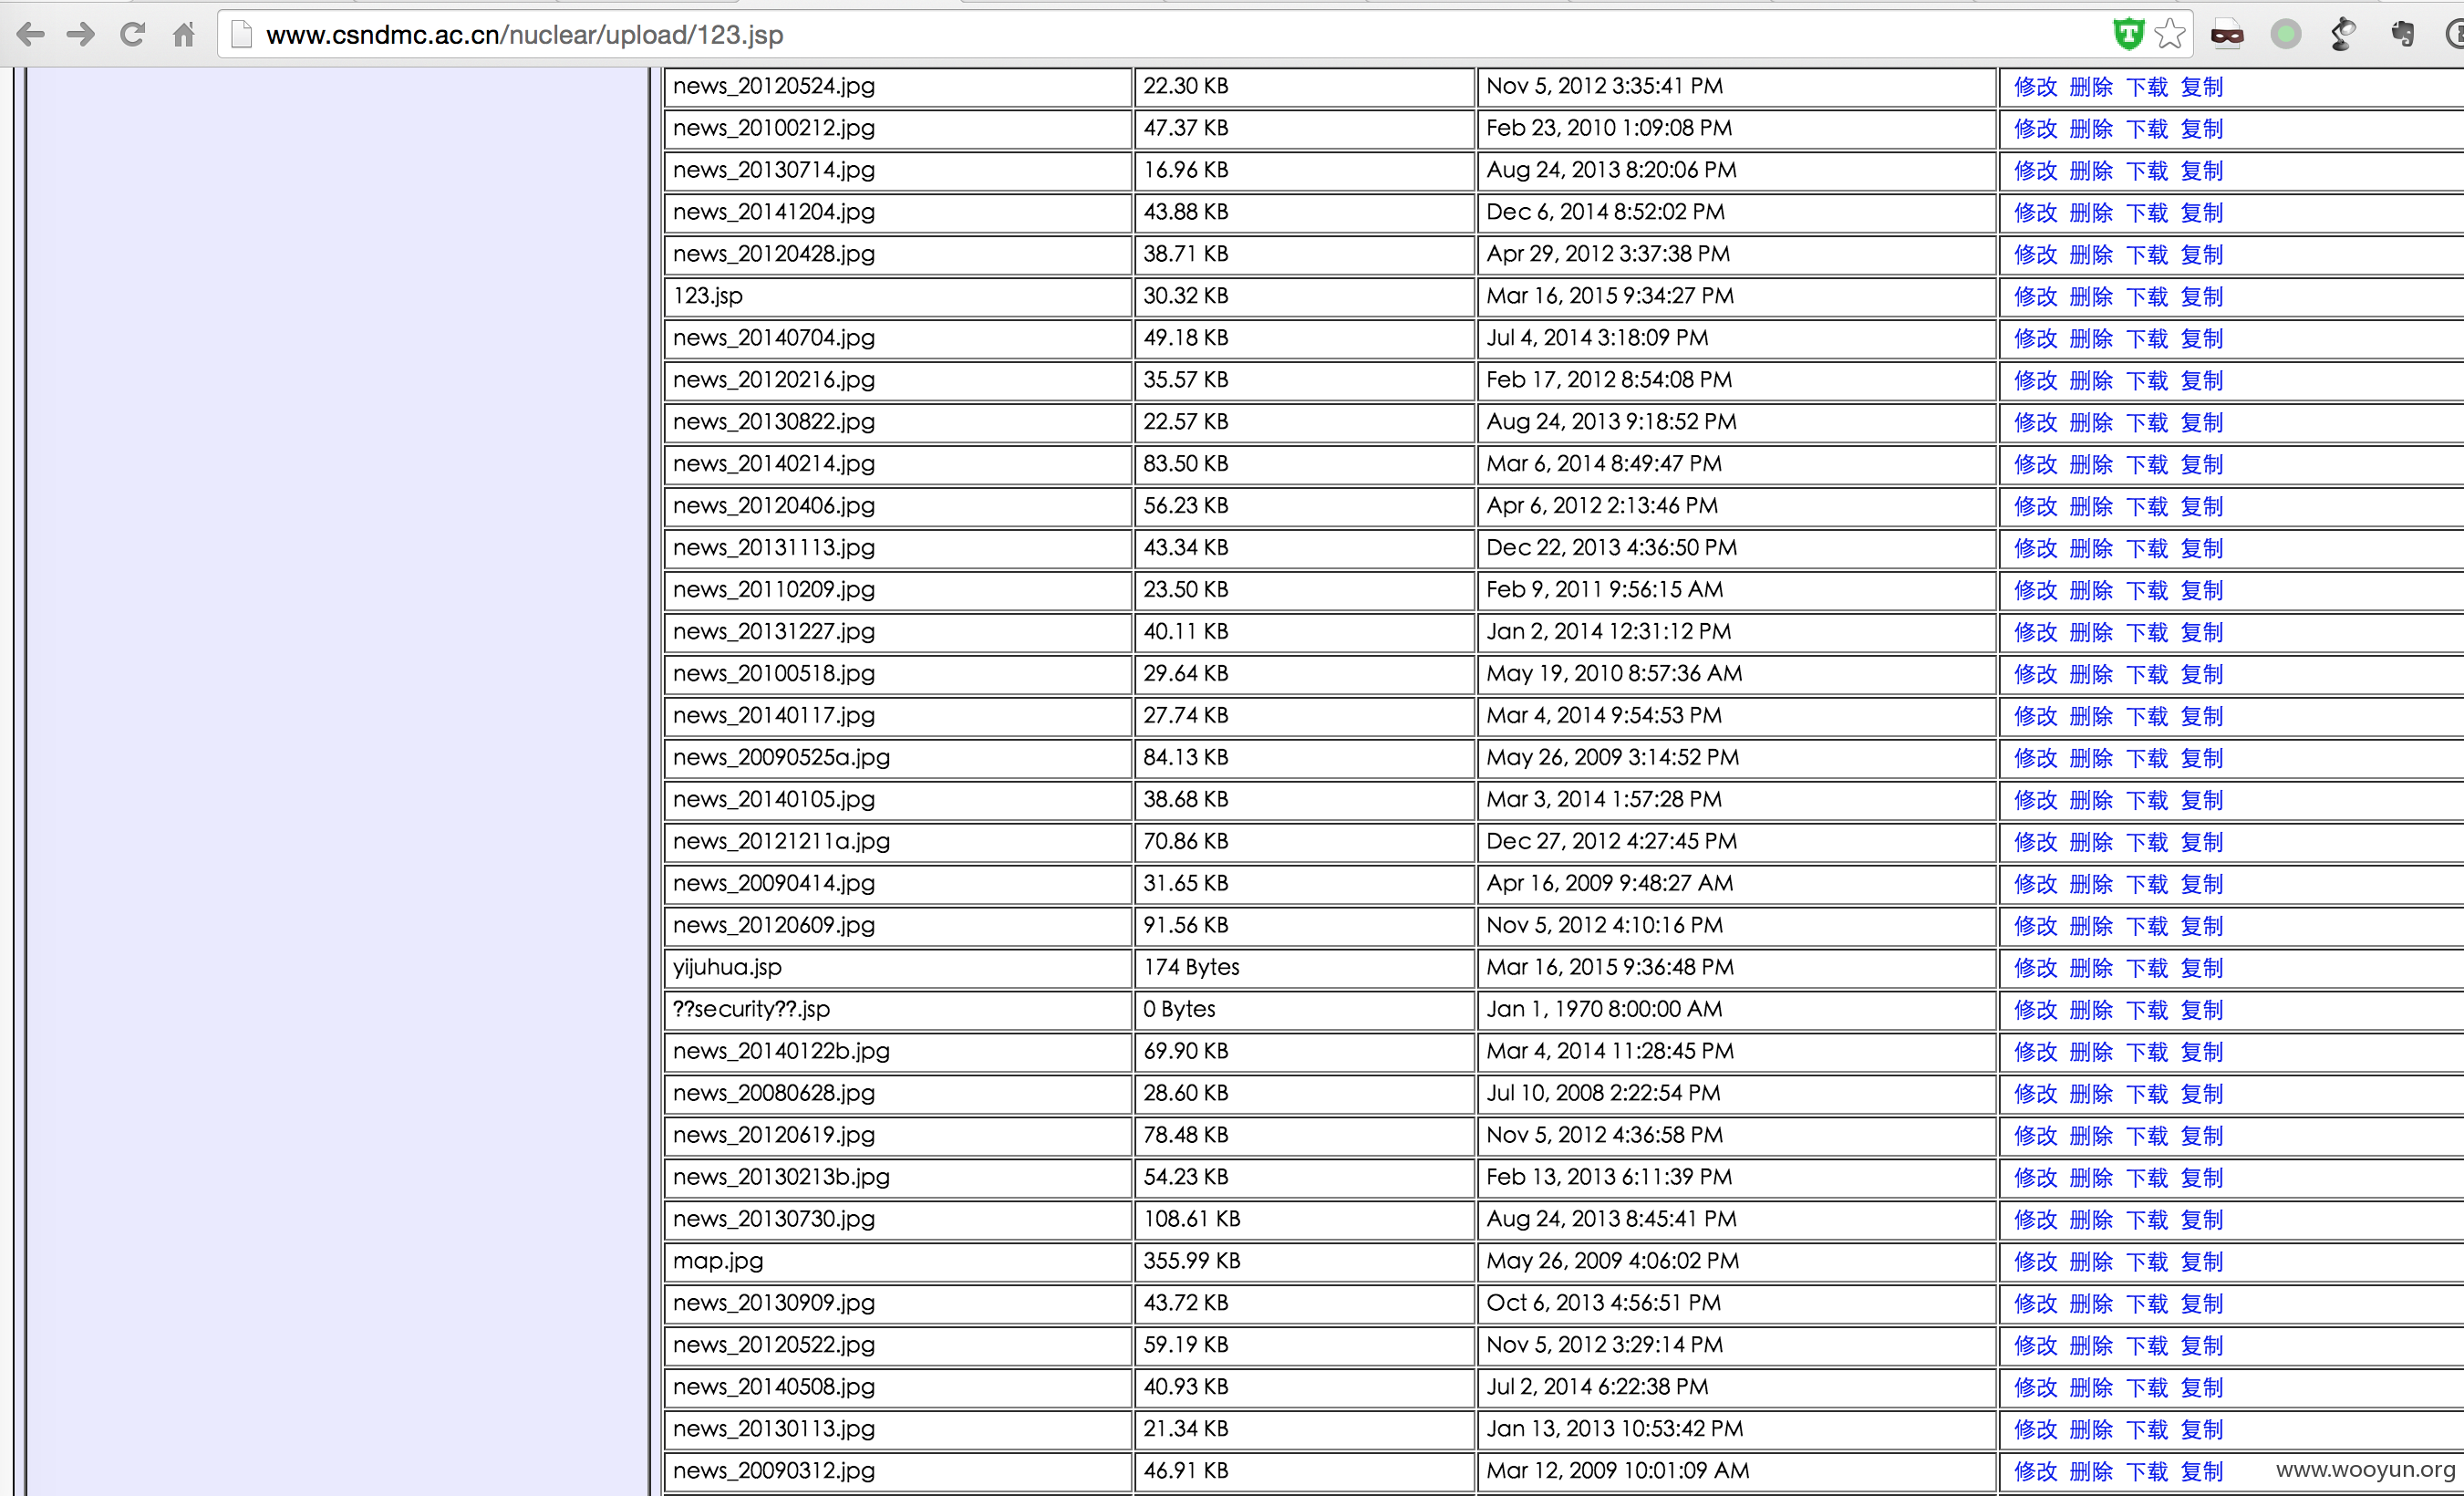 www.csndmc.ac.cn/nuclear/upload/123.jsp
news_20120524.jpg 22.30 KB Nov 5, 2012 3:35:41 PM 修改 删除 下载 复制
news_20100212.jpg 47.37 KB Feb 23, 2010 1:09:08 PM 修改 删除 下载 复制
news_20130714.jpg 16.96 KB Aug 24, 2013 8:20:06 PM 修改 删除 下载 复制
news_20141204.jpg 43.88 KB Dec 6, 2014 8:52:02 PM 修改 删除 下载 复制
news_20120428.jpg 38.71 KB Apr 29, 2012 3:37:38 PM 修改 删除 下载 复制
123.jsp 30.32 KB Mar 16, 2015 9:34:27 PM 修改 删除 下载 复制
news_20140704.jpg 49.18 KB Jul 4, 2014 3:18:09 PM 修改 删除 下载 复制
news_20120216.jpg 35.57 KB Feb 17, 2012 8:54:08 PM 修改 删除 下载 复制
news_20130822.jpg 22.57 KB Aug 24, 2013 9:18:52 PM 修改 删除 下载 复制
news_20140214.jpg 83.50 KB Mar 6, 2014 8:49:47 PM 修改 删除 下载 复制
news_20120406.jpg 56.23 KB Apr 6, 2012 2:13:46 PM 修改 删除 下载 复制
news_20131113.jpg 43.34 KB Dec 22, 2013 4:36:50 PM 修改 删除 下载 复制
news_20110209.jpg 23.50 KB Feb 9, 2011 9:56:15 AM 修改 删除 下载 复制
news_20131227.jpg 40.11 KB Jan 2, 2014 12:31:12 PM 修改 删除 下载 复制
news_20100518.jpg 29.64 KB May 19, 2010 8:57:36 AM 修改 删除 下载 复制
news_20140117.jpg 27.74 KB Mar 4, 2014 9:54:53 PM 修改 删除 下载 复制
news_20090525a.jpg 84.13 KB May 26, 2009 3:14:52 PM 修改 删除 下载 复制
news_20140105.jpg 38.68 KB Mar 3, 2014 1:57:28 PM 修改 删除 下载 复制
news_20121211a.jpg 70.86 KB Dec 27, 2012 4:27:45 PM 修改 删除 下载 复制
news_20090414.jpg 31.65 KB Apr 16, 2009 9:48:27 AM 修改 删除 下载 复制
news_20120609.jpg 91.56 KB Nov 5, 2012 4:10:16 PM 修改 删除 下载 复制
yijuhua.jsp 174 Bytes Mar 16, 2015 9:36:48 PM 修改 删除 下载 复制
??security??.jsp 0 Bytes Jan 1, 1970 8:00:00 AM 修改 删除 下载 复制
news_20140122b.jpg 69.90 KB Mar 4, 2014 11:28:45 PM 修改 删除 下载 复制
news_20080628.jpg 28.60 KB Jul 10, 2008 2:22:54 PM 修改 删除 下载 复制
news_20120619.jpg 78.48 KB Nov 5, 2012 4:36:58 PM 修改 删除 下载 复制
news_20130213b.jpg 54.23 KB Feb 13, 2013 6:11:39 PM 修改 删除 下载 复制
news_20130730.jpg 108.61 KB Aug 24, 2013 8:45:41 PM 修改 删除 下载 复制
map.jpg 355.99 KB May 26, 2009 4:06:02 PM 修改 删除 下载 复制
news_20130909.jpg 43.72 KB Oct 6, 2013 4:56:51 PM 修改 删除 下载 复制
news_20120522.jpg 59.19 KB Nov 5, 2012 3:29:14 PM 修改 删除 下载 复制
news_20140508.jpg 40.93 KB Jul 2, 2014 6:22:38 PM 修改 删除 下载 复制
news_20130113.jpg 21.34 KB Jan 13, 2013 10:53:42 PM 修改 删除 下载 复制
news_20090312.jpg 46.91 KB Mar 12, 2009 10:01:09 AM 修改 删除 下载 复制
www.wooyun.org